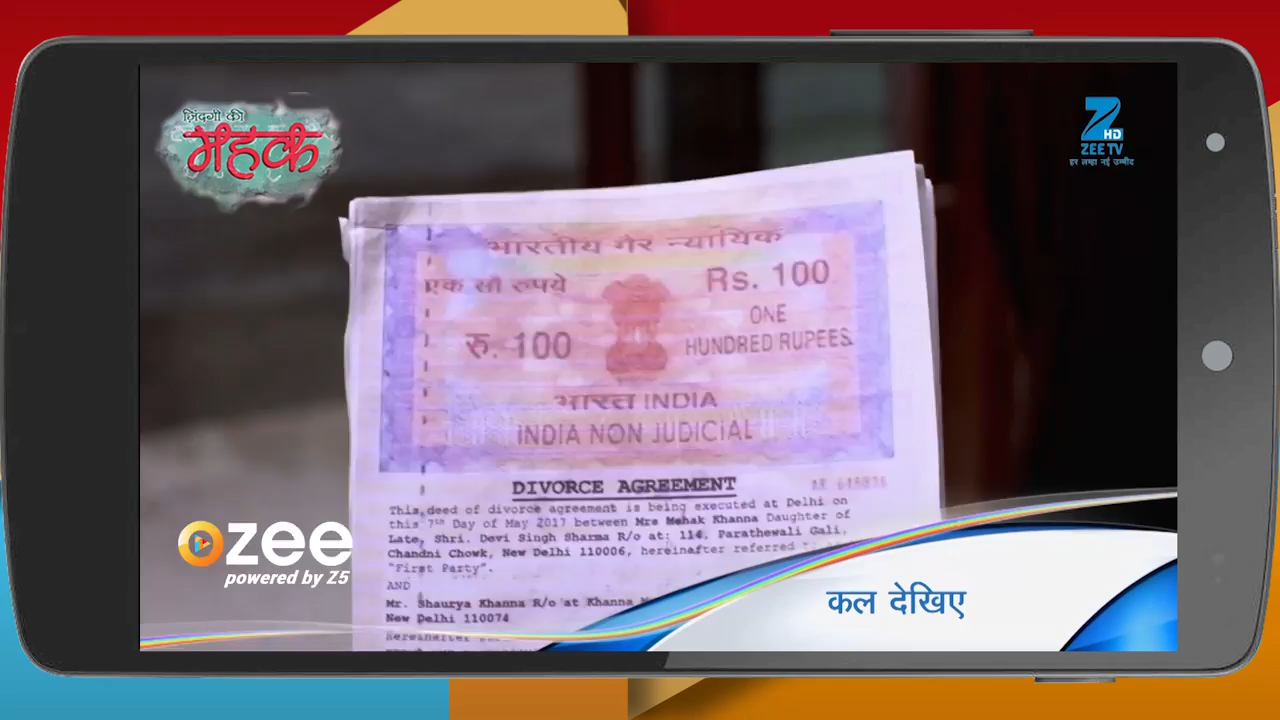 ज़िंदगी की
महक
Z
HD
ZEE TV
हर लम्हा नई उम्मीद
भारतीय गैर न्यायिक
एक सौ रुपये
Rs. 100
रु. 100
ONE
HUNDRED RUPEES
भारत INDIA
INDIA NON JUDICIAL
DIVORCE AGREEMENT
This deed of divorce agreement is being executed at Delhi on
this 7th Day of May 2017 between Mrs Mehak Khanna Daughter of
Late, Shri. Devi Singh Sharma R/o at: 114, Parathewali Gali,
Chandni Chowk, New Delhi 110006, hereinafter referred
"First Party".
AND
Mr. Shaurya Khanna R/o at Khanna
New Delhi 110074
Hereinafter
ozee
powered by Z5
कल देखिए